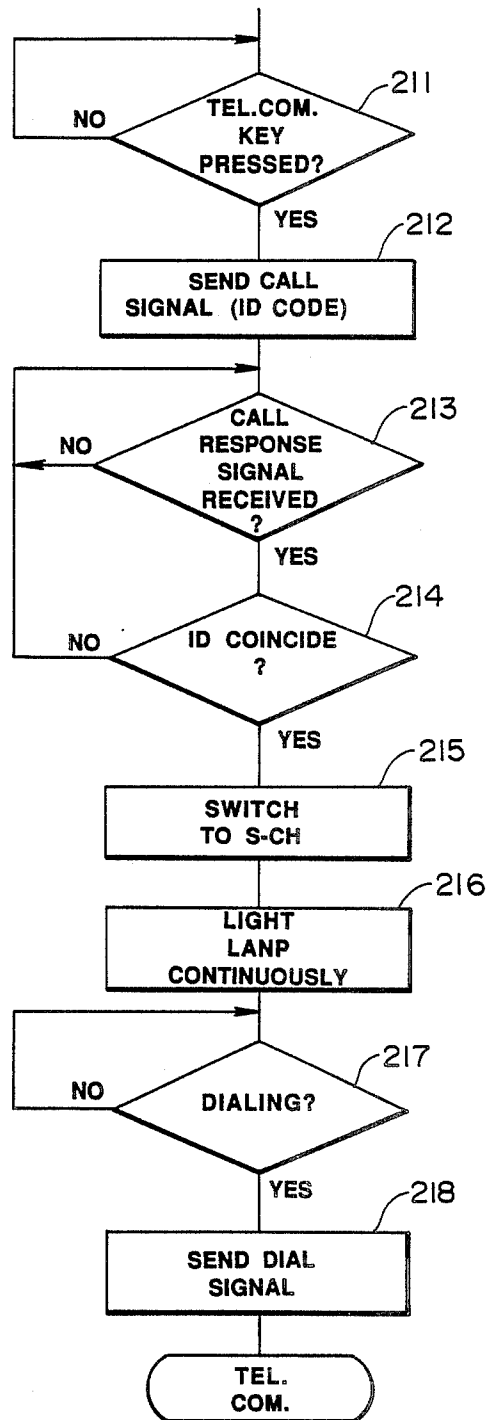 211
TEL.COM.
KEY
PRESSED?
NO
YES
212
SEND CALL
SIGNAL (ID CODE)
213
CALL
RESPONSE
SIGNAL
RECEIVED
?
NO
YES
214
ID COINCIDE
?
NO
YES
215
SWITCH
TO S-CH
216
LIGHT
LANP
CONTINUOUSLY
217
DIALING?
NO
YES
218
SEND DIAL
SIGNAL
TEL.
COM.